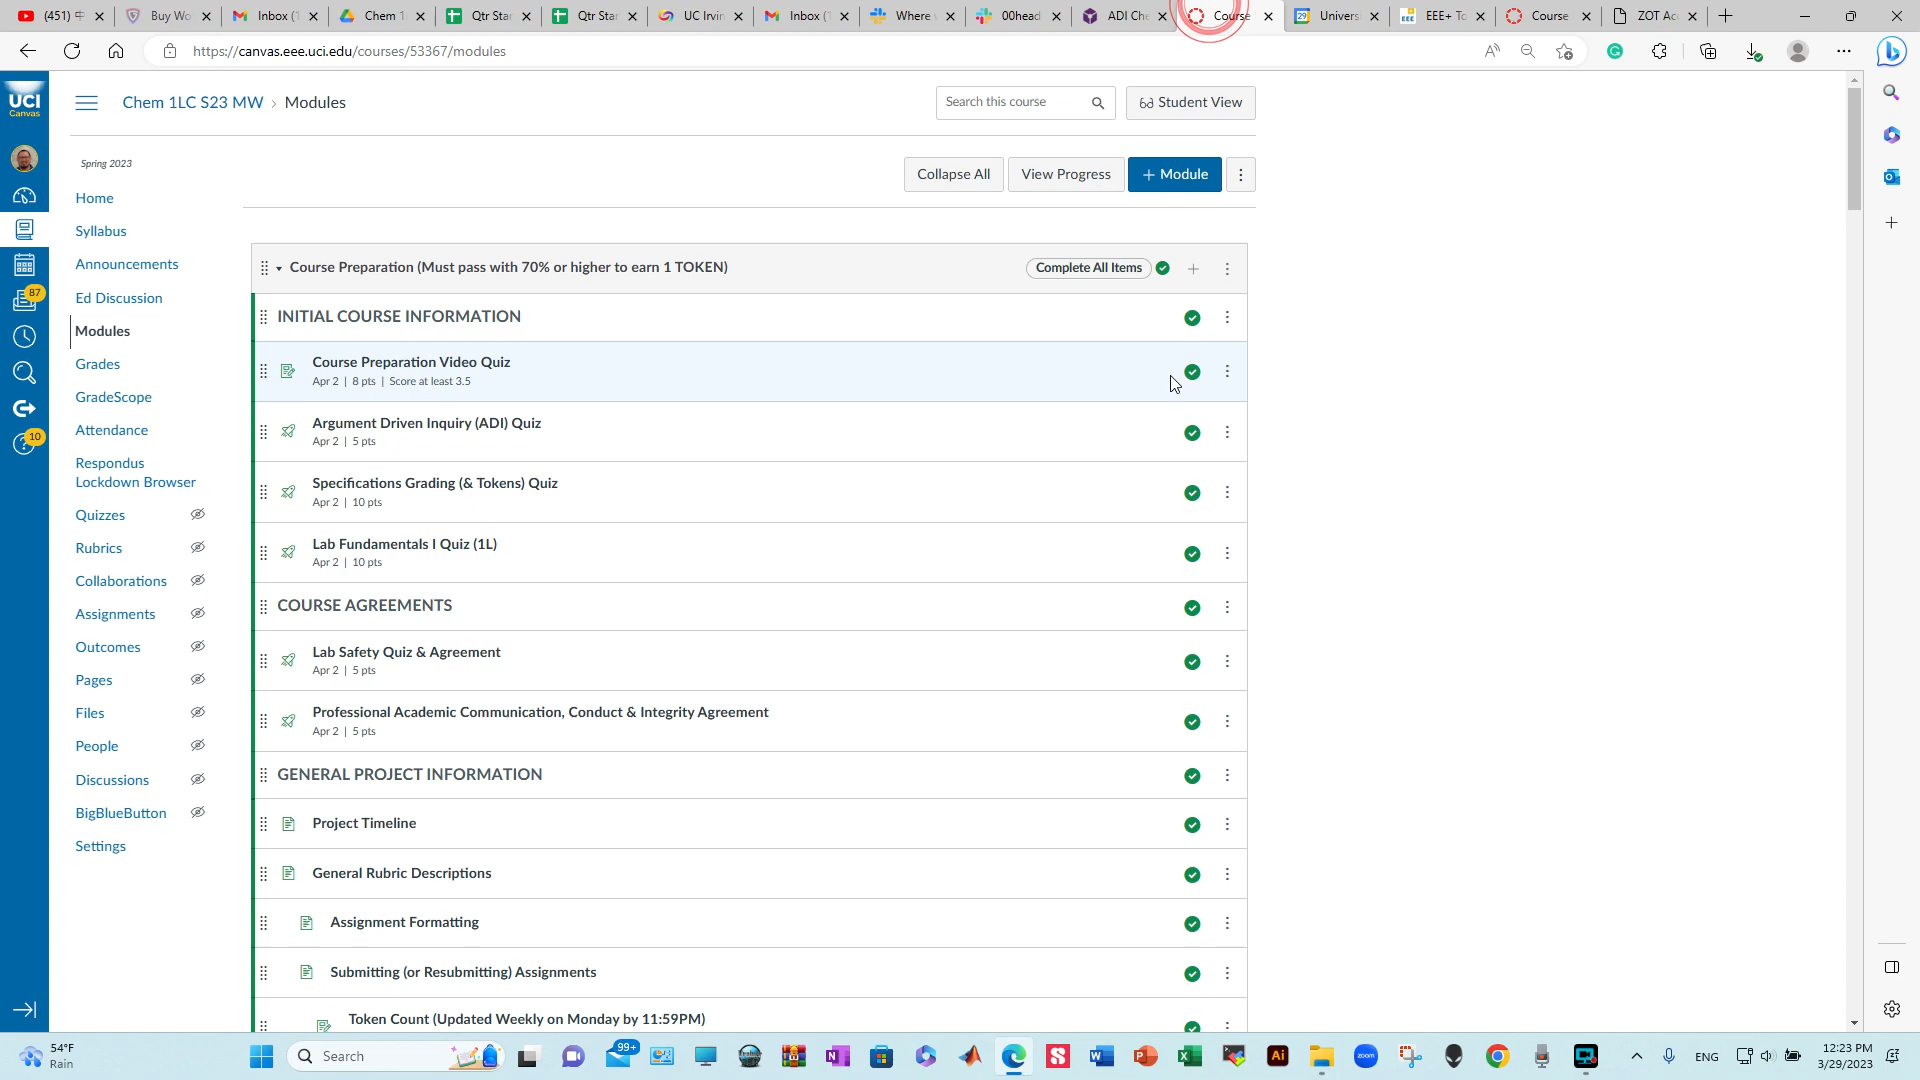 (451) 中
Buy Wo
Inbox (1
Chem 1
Qtr Star
Qtr Star
UC Irvin
Inbox (1
Where v
00head
ADI Che
Course
Univers
EEE+ To
Course
ZOT Ac
https://canvas.eee.uci.edu/courses/53367/modules
UCI
Canvas
Chem 1LC S23 MW › Modules
Search this course
Student View
Spring 2023
Collapse All
View Progress
+ Module
Home
Syllabus
Announcements
Ed Discussion
Modules
Grades
GradeScope
Attendance
Respondus
Lockdown Browser
Quizzes
Rubrics
Collaborations
Assignments
Outcomes
Pages
Files
People
Discussions
BigBlueButton
Settings
87
10
Course Preparation (Must pass with 70% or higher to earn 1 TOKEN)
Complete All Items
INITIAL COURSE INFORMATION
Course Preparation Video Quiz
Apr 2 | 8 pts | Score at least 3.5
Argument Driven Inquiry (ADI) Quiz
Apr 2 | 5 pts
Specifications Grading (& Tokens) Quiz
Apr 2 | 10 pts
Lab Fundamentals I Quiz (1L)
Apr 2 | 10 pts
COURSE AGREEMENTS
Lab Safety Quiz & Agreement
Apr 2 | 5 pts
Professional Academic Communication, Conduct & Integrity Agreement
Apr 2 | 5 pts
GENERAL PROJECT INFORMATION
Project Timeline
General Rubric Descriptions
Assignment Formatting
Submitting (or Resubmitting) Assignments
Token Count (Updated Weekly on Monday by 11:59PM)
54°F
Rain
Search
99+
zoom
Ai
ENG
12:23 PM
3/29/2023